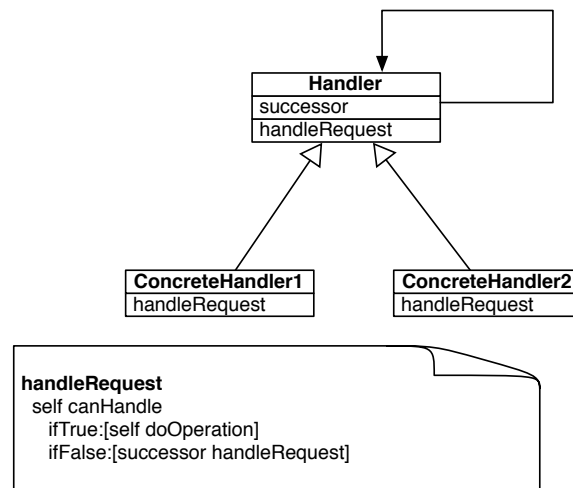 Handler
successor
handleRequest
ConcreteHandler1
handleRequest
ConcreteHandler2
handleRequest
handleRequest
self canHandle
ifTrue:[self doOperation]
ifFalse:[successor handleRequest]